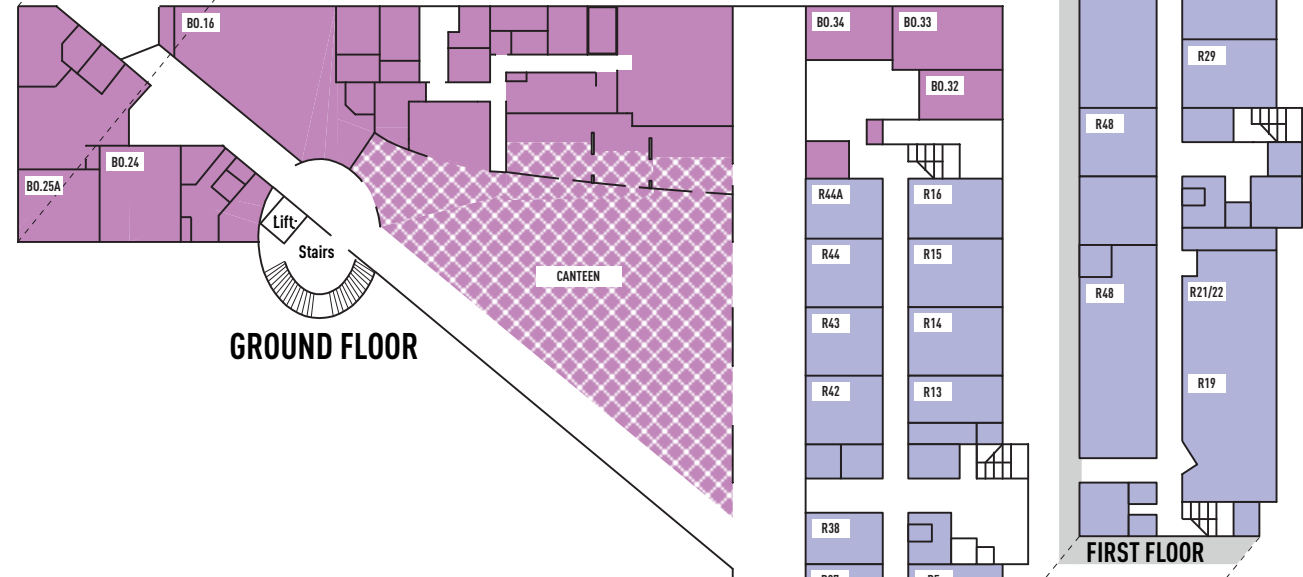 B0.16
B0.34
B0.33
R29
B0.32
R48
B0.24
B0.25A
R44A
R16
Lift
Stairs
R44
R15
CANTEEN
R48
R21/22
R43
R14
GROUND FLOOR
R19
R42
R13
R38
FIRST FLOOR